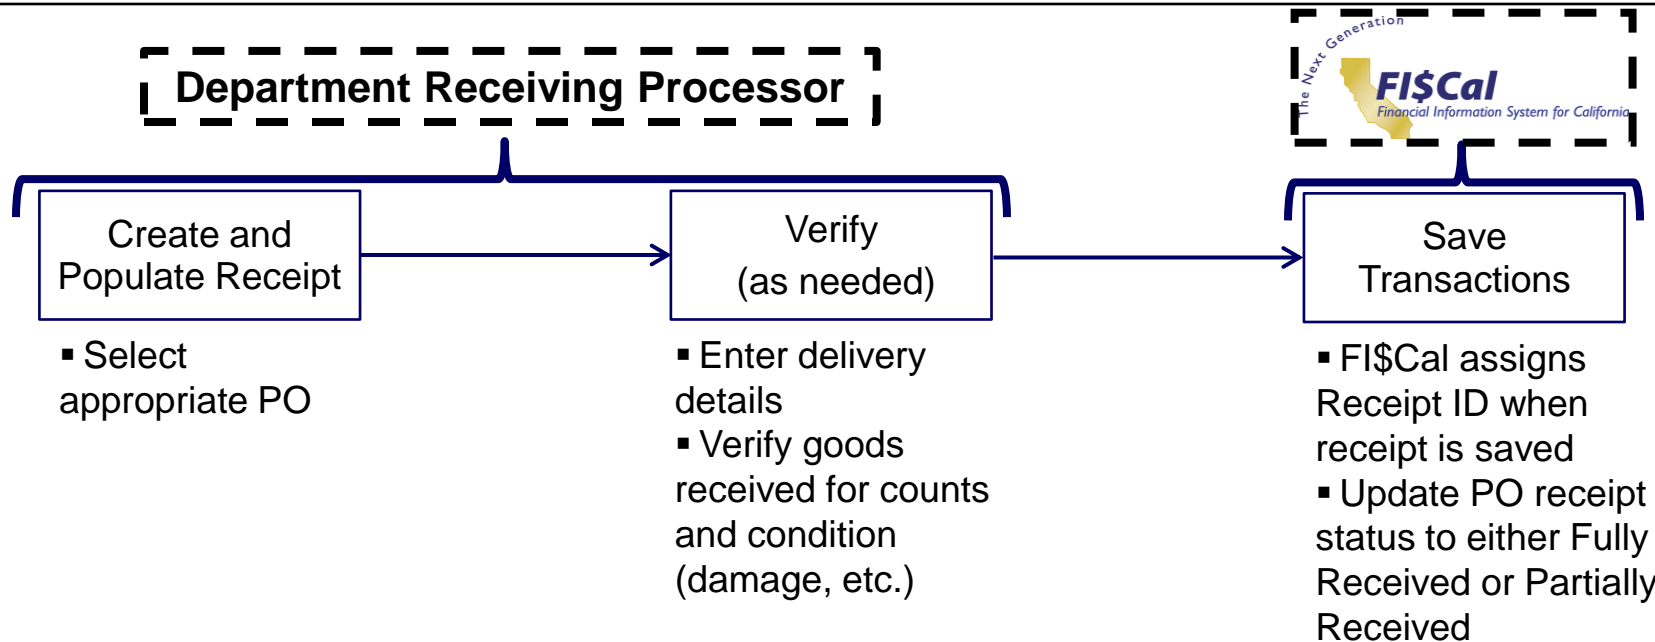 Department Receiving Processor
The Next Generation
FI$Cal
Financial Information System for California
Create and
Populate Receipt
Verify
(as needed)
Save
Transactions
▪ Select
appropriate PO
▪ Enter delivery
details
▪ Verify goods
received for counts
and condition
(damage, etc.)
▪ FI$Cal assigns
Receipt ID when
receipt is saved
▪ Update PO receipt
status to either Fully
Received or Partially
Received